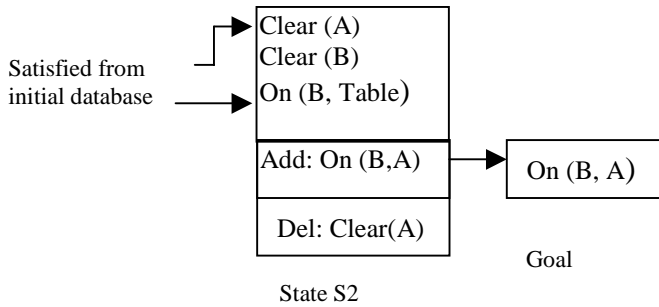 Clear (A)
Clear (B)
Satisfied from
initial database
On (B, Table)
Add: On (B,A)
On (B, A)
Del: Clear(A)
Goal
State S2